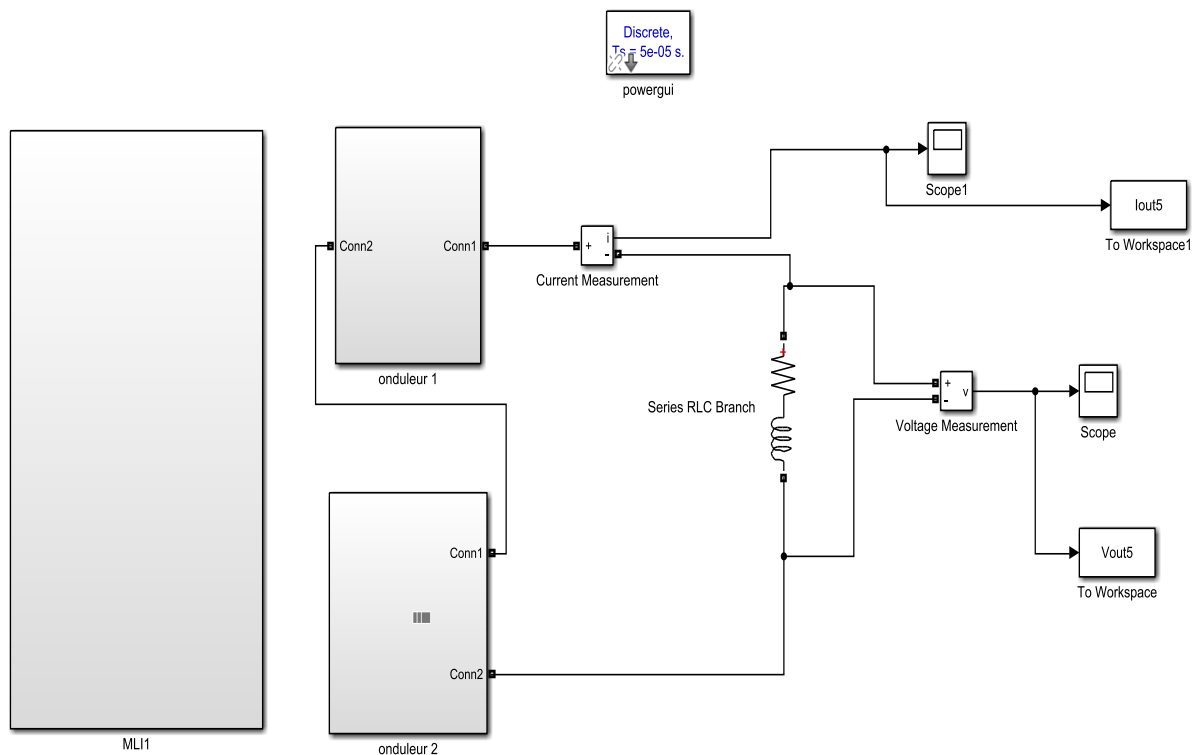 Discrete,
Ts = 5e-05 s.
powergui
Scope1
Iout5
To Workspace1
Conn2
Conn1
+
i
-
Current Measurement
onduleur 1
+
Series RLC Branch
+
-
v
Voltage Measurement
Scope
Conn1
Vout5
To Workspace
Conn2
MLI1
onduleur 2